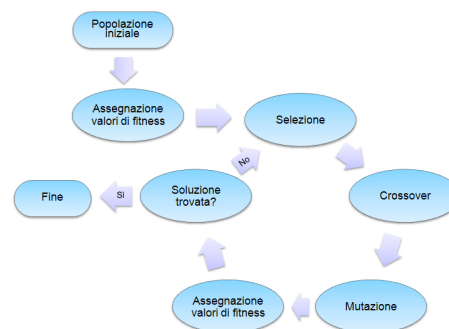 Popolazione
iniziale
Assegnazione
valori di fitness
Selezione
No
Soluzione
trovata?
Si
Fine
Crossover
Assegnazione
valori di fitness
Mutazione